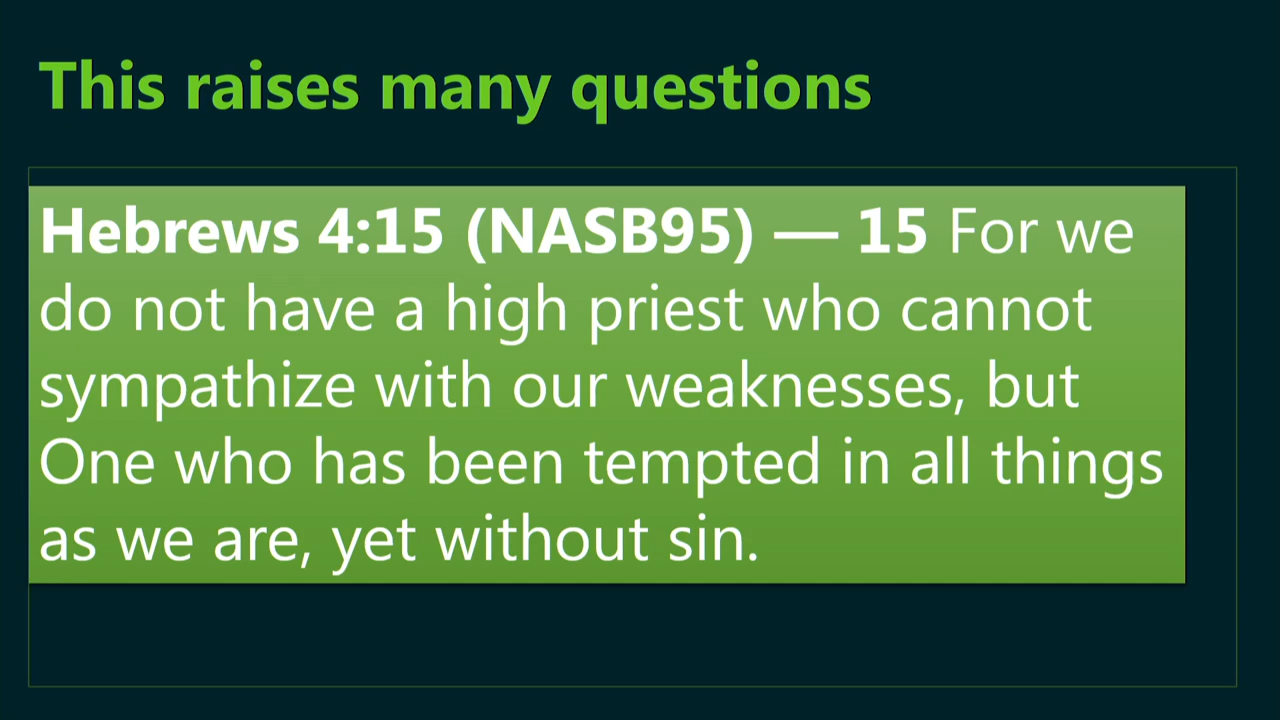 This raises many questions
Hebrews 4:15 (NASB95) — 15 For we
do not have a high priest who cannot
sympathize with our weaknesses, but
One who has been tempted in all things
as we are, yet without sin.